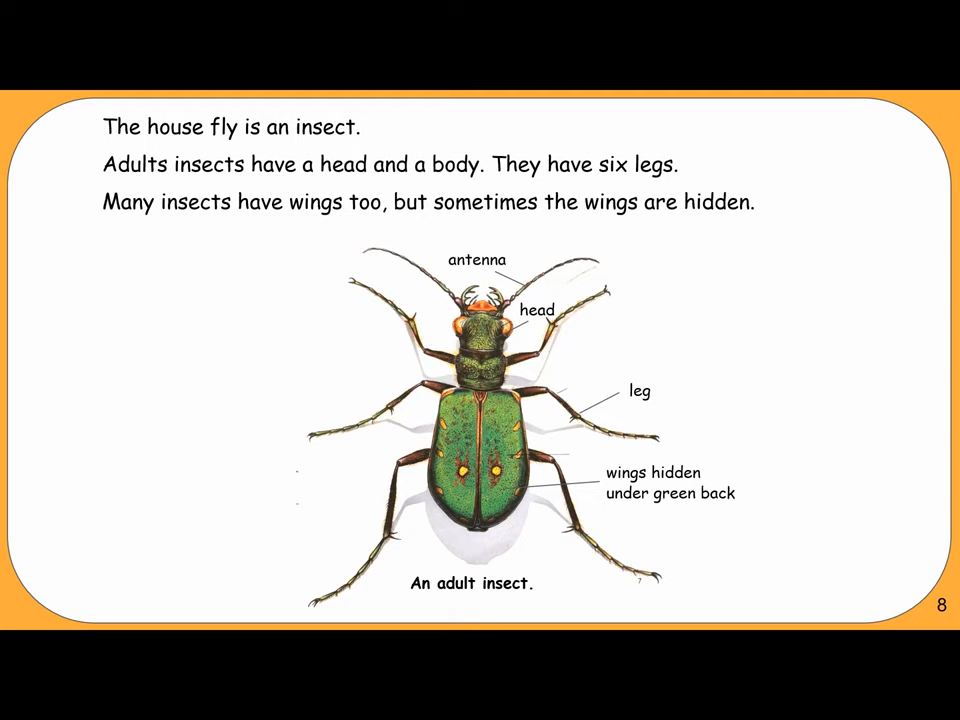 The house fly is an insect.
Adults insects have a head and a body. They have six legs.
Many insects have wings too, but sometimes the wings are hidden.
antenna
head
leg
wings hidden
under green back
7
An adult insect.
8